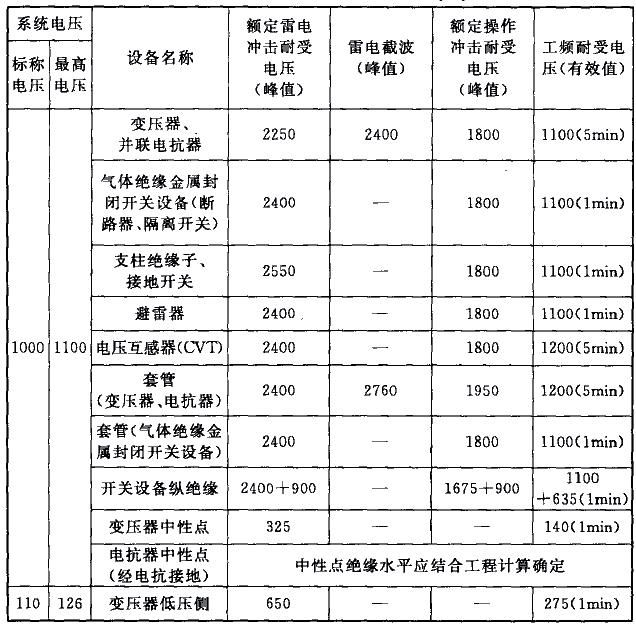 系统电压
标称电压
最高电压
设备名称
额定雷电
冲击耐受
电压
(峰值)
雷电截波
(峰值)
额定操作
冲击耐受
电压
(峰值)
工频耐受电
压(有效值)
1000
1100
变压器、
并联电抗器
2250
2400
1800
1100(5min)
气体绝缘金属封
闭开关设备(断
路器、隔离开关)
2400
—
1800
1100(1min)
支柱绝缘子、
接地开关
2550
—
1800
1100(1min)
避雷器
2400
—
1800
1100(1min)
电压互感器(CVT)
2400
—
1800
1200(5min)
套管
(变压器、电抗器)
2400
2760
1950
1200(5min)
套管(气体绝缘金
属封闭开关设备)
2400
—
1800
1100(1min)
开关设备纵绝缘
2400+900
—
1675+900
1100
+635(1min)
变压器中性点
325
—
—
140(1min)
电抗器中性点
(经电抗接地)
中性点绝缘水平应结合工程计算确定
110
126
变压器低压侧
650
—
—
275(1min)